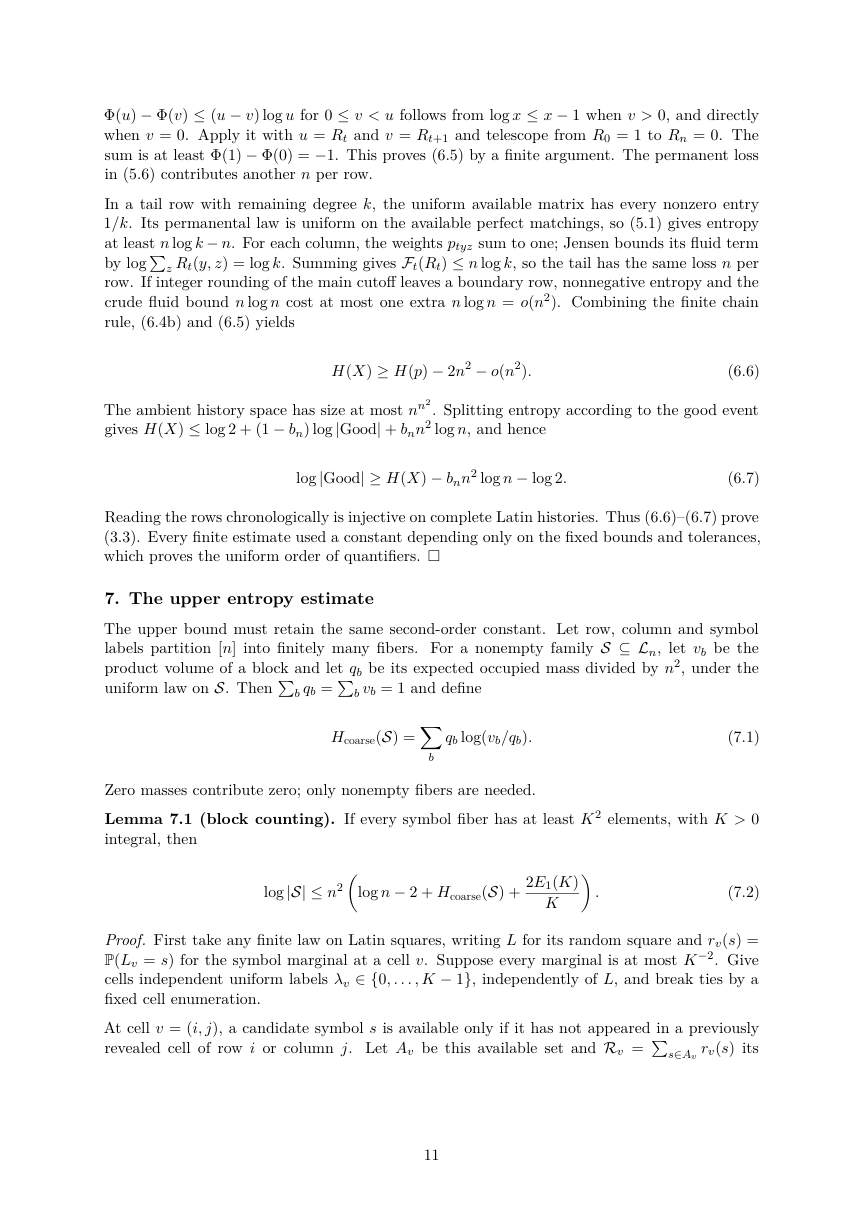 Φ(u) − Φ(v) ≤ (u − v) log u for 0 ≤ v < u follows from log x ≤ x − 1 when v > 0, and directly
when v = 0. Apply it with u = R_t and v = R_{t+1} and telescope from R_0 = 1 to R_n = 0. The
sum is at least Φ(1) − Φ(0) = −1. This proves (6.5) by a finite argument. The permanent loss
in (5.6) contributes another n per row.
In a tail row with remaining degree k, the uniform available matrix has every nonzero entry
1/k. Its permanental law is uniform on the available perfect matchings, so (5.1) gives entropy
at least n log k − n. For each column, the weights p_{tyz} sum to one; Jensen bounds its fluid term
by log ∑_z R_t(y, z) = log k. Summing gives ℱ_t(R_t) ≤ n log k, so the tail has the same loss n per
row. If integer rounding of the main cutoff leaves a boundary row, nonnegative entropy and the
crude fluid bound n log n cost at most one extra n log n = o(n²). Combining the finite chain
rule, (6.4b) and (6.5) yields
H(X) ≥ H(p) − 2n² − o(n²). (6.6)
The ambient history space has size at most n^{n²}. Splitting entropy according to the good event
gives H(X) ≤ log 2 + (1 − b_n) log |Good| + b_n n² log n, and hence
log |Good| ≥ H(X) − b_n n² log n − log 2. (6.7)
Reading the rows chronologically is injective on complete Latin histories. Thus (6.6)–(6.7) prove
(3.3). Every finite estimate used a constant depending only on the fixed bounds and tolerances,
which proves the uniform order of quantifiers. □
7. The upper entropy estimate
The upper bound must retain the same second-order constant. Let row, column and symbol
labels partition [n] into finitely many fibers. For a nonempty family 𝒮 ⊆ ℒ_n, let v_b be the
product volume of a block and let q_b be its expected occupied mass divided by n², under the
uniform law on 𝒮. Then ∑_b q_b = ∑_b v_b = 1 and define
H_{coarse}(𝒮) = ∑_b q_b log(v_b/q_b). (7.1)
Zero masses contribute zero; only nonempty fibers are needed.
Lemma 7.1 (block counting). If every symbol fiber has at least K² elements, with K > 0
integral, then
log |𝒮| ≤ n² (log n − 2 + H_{coarse}(𝒮) + 2E_1(K)/K). (7.2)
Proof. First take any finite law on Latin squares, writing L for its random square and r_v(s) =
ℙ(L_v = s) for the symbol marginal at a cell v. Suppose every marginal is at most K^{−2}. Give
cells independent uniform labels λ_v ∈ {0, . . . , K − 1}, independently of L, and break ties by a
fixed cell enumeration.
At cell v = (i, j), a candidate symbol s is available only if it has not appeared in a previously
revealed cell of row i or column j. Let A_v be this available set and ℛ_v = ∑_{s∈A_v} r_v(s) its
11